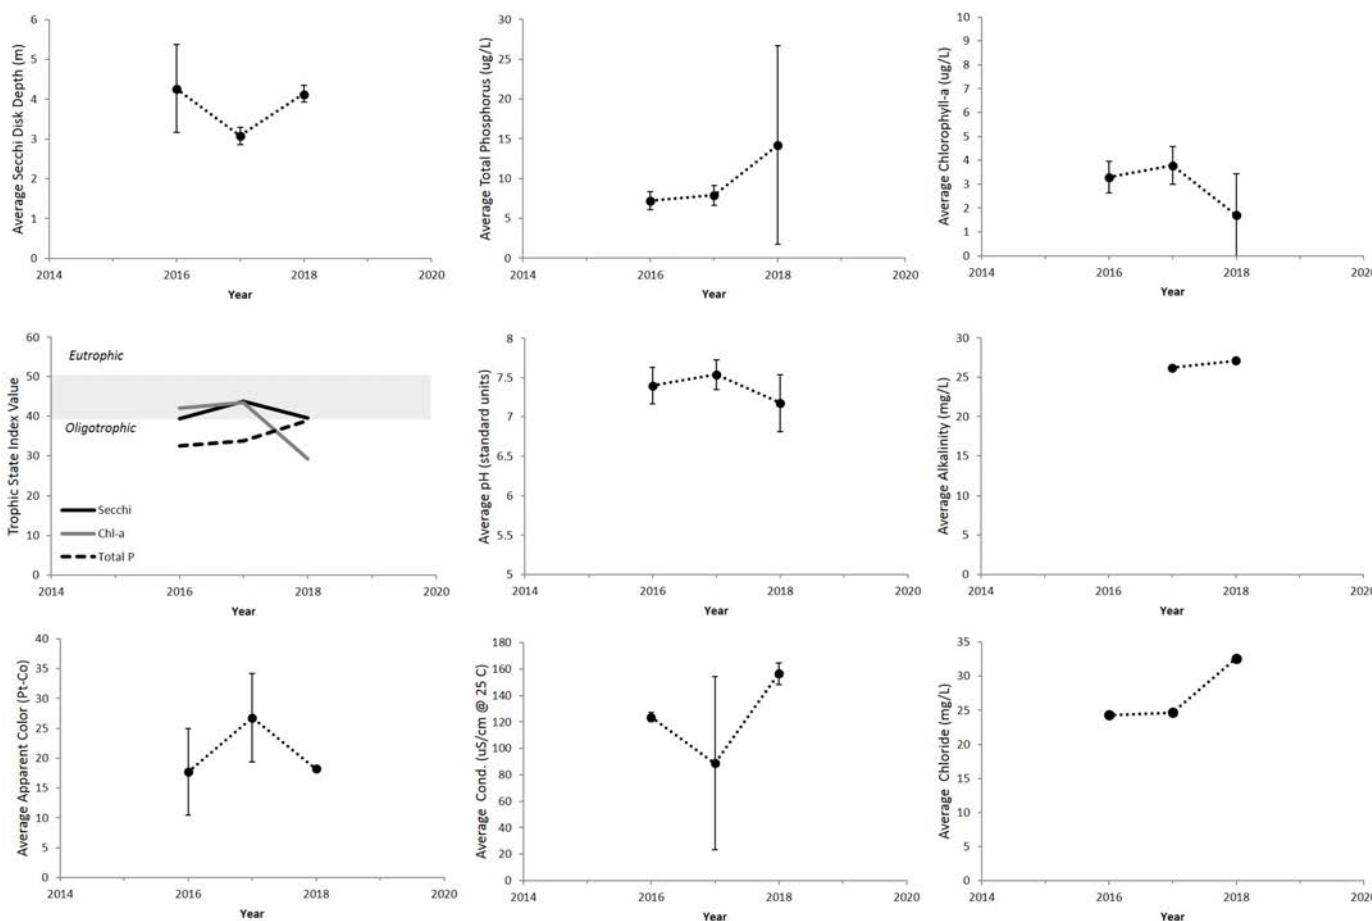 Average Secchi Disk Depth (m)
6
5
4
3
2
1
0
2014 2016 2018 2020
Year
Average Total Phosphorus (ug/L)
30
25
20
15
10
5
0
2014 2016 2018 2020
Year
Average Chlorophyll-a (ug/L)
10
9
8
7
6
5
4
3
2
1
0
2014 2016 2018 2020
Year
Trophic State Index Value
60
50
40
30
20
10
0
Eutrophic
Oligotrophic
Secchi
Chl-a
Total P
2014 2016 2018 2020
Year
Average pH (standard units)
8
7.5
7
6.5
6
5.5
5
2014 2016 2018 2020
Year
Average Alkalinity (mg/L)
30
25
20
15
10
5
0
2014 2016 2018 2020
Year
Average Apparent Color (Pt-Co)
40
35
30
25
20
15
10
5
0
2014 2016 2018 2020
Year
Average Cond. (uS/cm @ 25 C)
180
160
140
120
100
80
60
40
20
0
2014 2016 2018 2020
Year
Average Chloride (mg/L)
35
30
25
20
15
10
5
0
2014 2016 2018 2020
Year